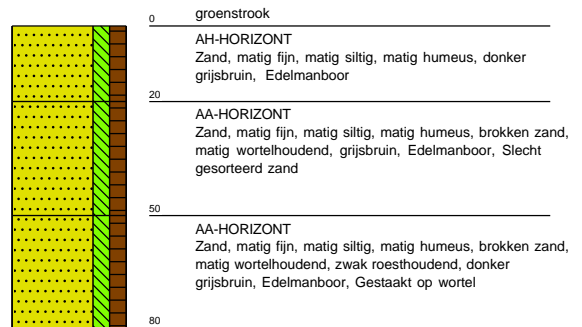 0 groenstrook
AH-HORIZONT
Zand, matig fijn, matig siltig, matig humeus, donker
grijsbruin, Edelmanboor
20
AA-HORIZONT
Zand, matig fijn, matig siltig, matig humeus, brokken zand,
matig wortelhoudend, grijsbruin, Edelmanboor, Slecht
gesorteerd zand
50
AA-HORIZONT
Zand, matig fijn, matig siltig, matig humeus, brokken zand,
matig wortelhoudend, zwak roesthoudend, donker
grijsbruin, Edelmanboor, Gestaakt op wortel
80